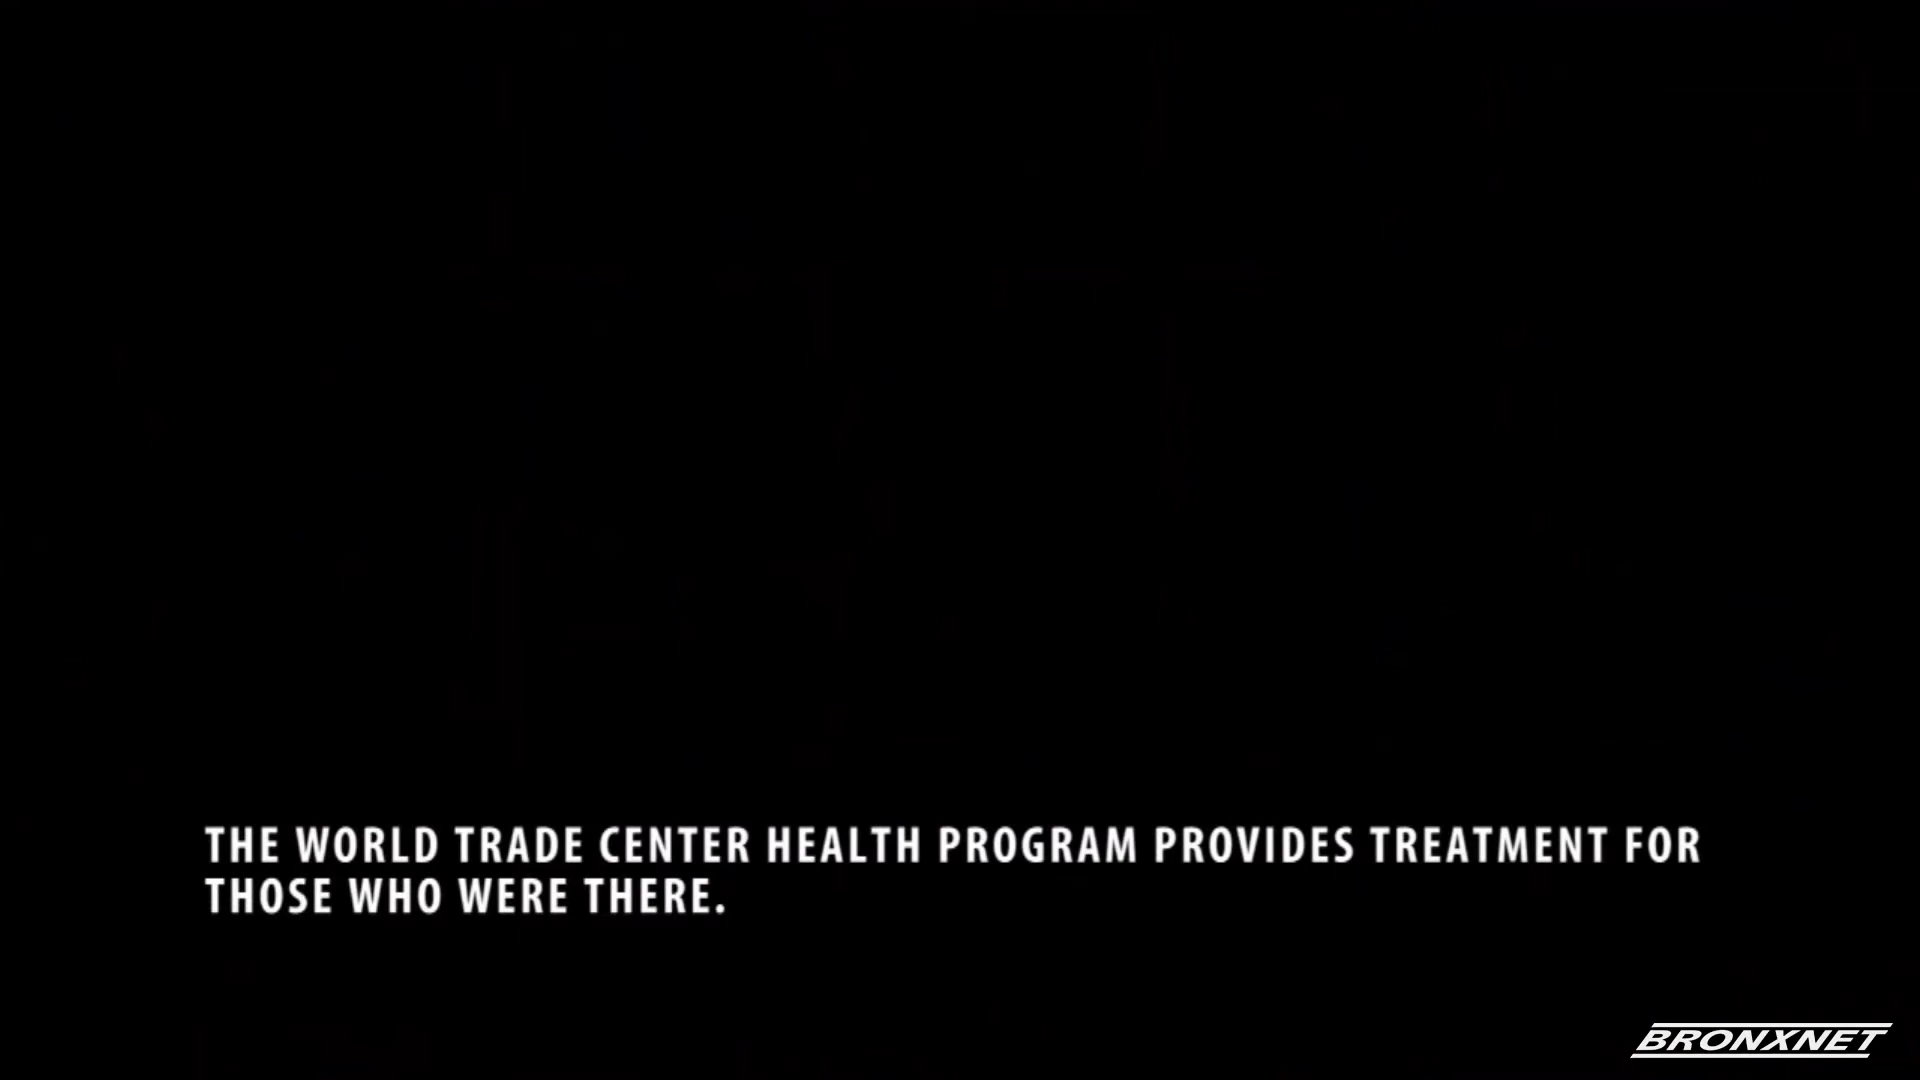 THE WORLD TRADE CENTER HEALTH PROGRAM PROVIDES TREATMENT FOR
THOSE WHO WERE THERE.
BRONXNET